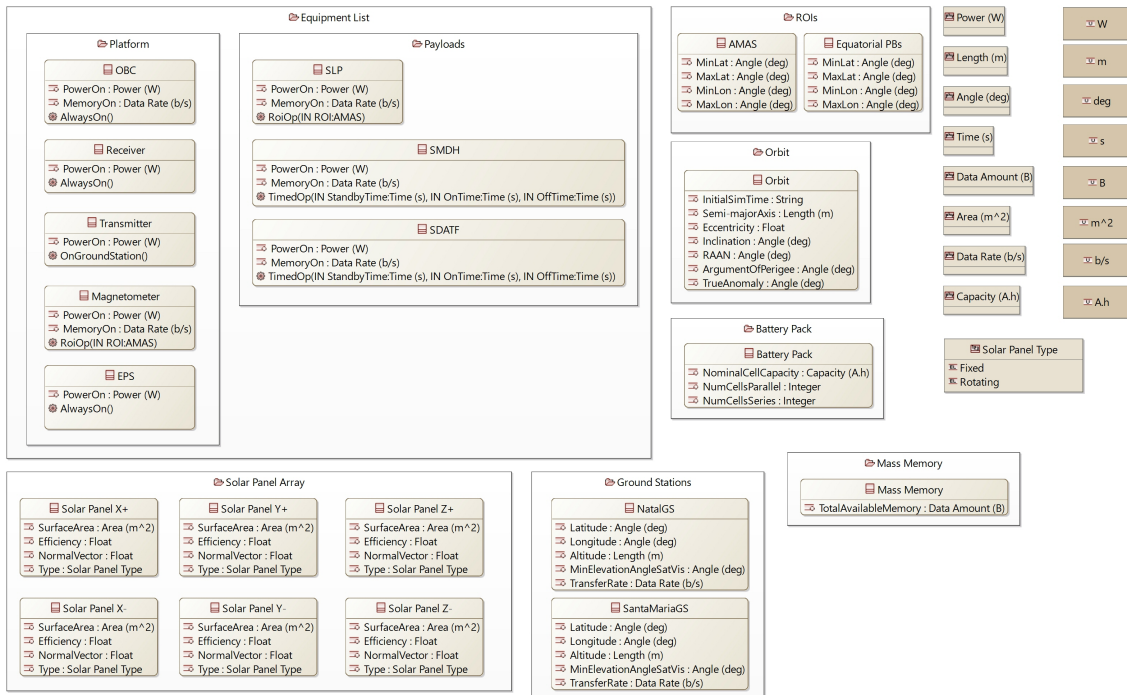 Equipment List
Platform
OBC
PowerOn : Power (W)
MemoryOn : Data Rate (b/s)
AlwaysOn()
Receiver
PowerOn : Power (W)
AlwaysOn()
Transmitter
PowerOn : Power (W)
OnGroundStation()
Magnetometer
PowerOn : Power (W)
MemoryOn : Data Rate (b/s)
RoiOp(IN ROI:AMAS)
EPS
PowerOn : Power (W)
AlwaysOn()
Payloads
SLP
PowerOn : Power (W)
MemoryOn : Data Rate (b/s)
RoiOp(IN ROI:AMAS)
SMDH
PowerOn : Power (W)
MemoryOn : Data Rate (b/s)
TimedOp(IN StandbyTime:Time (s), IN OnTime:Time (s), IN OffTime:Time (s))
SDATF
PowerOn : Power (W)
MemoryOn : Data Rate (b/s)
TimedOp(IN StandbyTime:Time (s), IN OnTime:Time (s), IN OffTime:Time (s))
ROIs
AMAS
MinLat : Angle (deg)
MaxLat : Angle (deg)
MinLon : Angle (deg)
MaxLon : Angle (deg)
Equatorial PBs
MinLat : Angle (deg)
MaxLat : Angle (deg)
MinLon : Angle (deg)
MaxLon : Angle (deg)
Orbit
Orbit
InitialSimTime : String
Semi-majorAxis : Length (m)
Eccentricity : Float
Inclination : Angle (deg)
RAAN : Angle (deg)
ArgumentOfPerigee : Angle (deg)
TrueAnomaly : Angle (deg)
Battery Pack
Battery Pack
NominalCellCapacity : Capacity (A.h)
NumCellsParallel : Integer
NumCellsSeries : Integer
Power (W)
Length (m)
Angle (deg)
Time (s)
Data Amount (B)
Area (m^2)
Data Rate (b/s)
Capacity (A.h)
W
m
deg
s
B
m^2
b/s
A.h
Solar Panel Type
Fixed
Rotating
Solar Panel Array
Solar Panel X+
SurfaceArea : Area (m^2)
Efficiency : Float
NormalVector : Float
Type : Solar Panel Type
Solar Panel Y+
SurfaceArea : Area (m^2)
Efficiency : Float
NormalVector : Float
Type : Solar Panel Type
Solar Panel Z+
SurfaceArea : Area (m^2)
Efficiency : Float
NormalVector : Float
Type : Solar Panel Type
Solar Panel X-
SurfaceArea : Area (m^2)
Efficiency : Float
NormalVector : Float
Type : Solar Panel Type
Solar Panel Y-
SurfaceArea : Area (m^2)
Efficiency : Float
NormalVector : Float
Type : Solar Panel Type
Solar Panel Z-
SurfaceArea : Area (m^2)
Efficiency : Float
NormalVector : Float
Type : Solar Panel Type
Ground Stations
NatalGS
Latitude : Angle (deg)
Longitude : Angle (deg)
Altitude : Length (m)
MinElevationAngleSatVis : Angle (deg)
TransferRate : Data Rate (b/s)
SantaMariaGS
Latitude : Angle (deg)
Longitude : Angle (deg)
Altitude : Length (m)
MinElevationAngleSatVis : Angle (deg)
TransferRate : Data Rate (b/s)
Mass Memory
Mass Memory
TotalAvailableMemory : Data Amount (B)